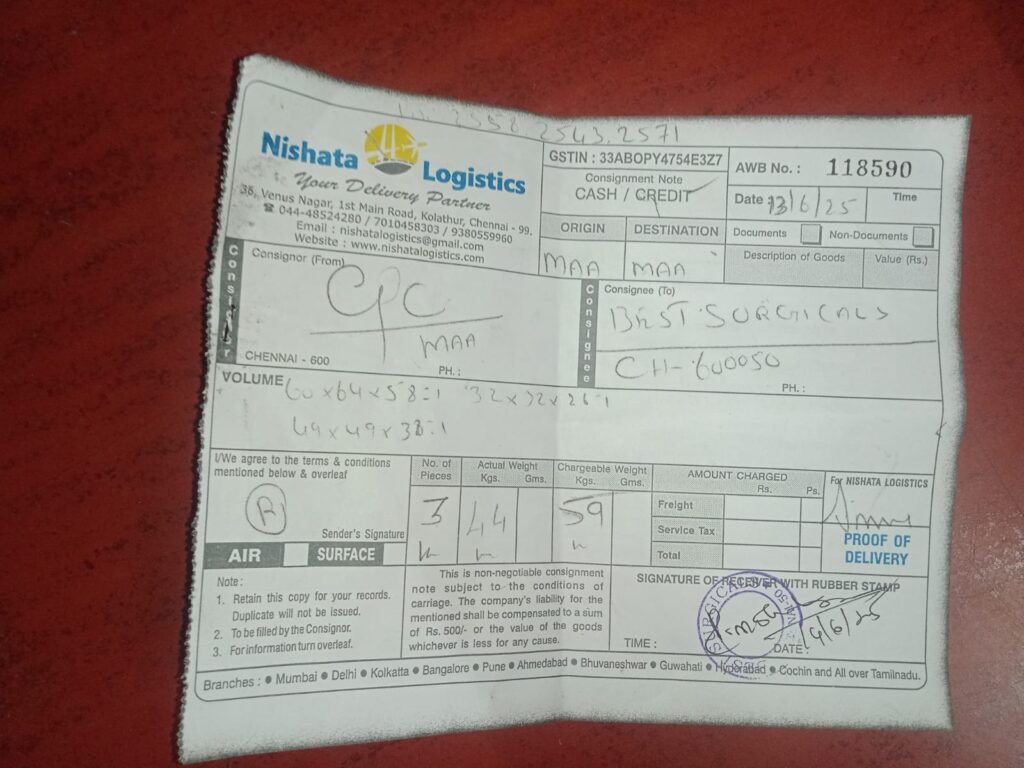 2552, 2543, 2571
Nishata Logistics
Your Delivery Partner
38, Venus Nagar, 1st Main Road, Kolathur, Chennai - 99.
☎ 044-48524280 / 7010458303 / 9380559960
Email : nishatalogistics@gmail.com
Website : www.nishatalogistics.com
GSTIN : 33ABOPY4754E3Z7
Consignment Note
CASH / CREDIT
AWB No. : 118590
Date : 13/6/25 Time
ORIGIN DESTINATION
MAA MAA
Documents Non-Documents
Description of Goods Value (Rs.)
Consignor
Consignor (From)
CPC
MAA
CHENNAI - 600
PH. :
Consignee
Consignee (To)
BEST SURGICALS
CH-600050
PH. :
VOLUME 60x64x58=1 32x32x26=1
49x49x38=1
I/We agree to the terms & conditions
mentioned below & overleaf
R
Sender's Signature
AIR SURFACE
No. of Pieces
3
Actual Weight
Kgs. Gms.
44
Chargeable Weight
Kgs. Gms.
59
AMOUNT CHARGED
Rs. Ps.
Freight
Service Tax
Total
For NISHATA LOGISTICS
PROOF OF
DELIVERY
Note :
1. Retain this copy for your records.
Duplicate will not be issued.
2. To be filled by the Consignor.
3. For information turn overleaf.
This is non-negotiable consignment
note subject to the conditions of
carriage. The company's liability for the
mentioned shall be compensated to a sum
of Rs. 500/- or the value of the goods
whichever is less for any cause.
SIGNATURE OF RECEIVER WITH RUBBER STAMP
SURGICALS
TIME : DATE : 14/6/25
Branches : ● Mumbai ● Delhi ● Kolkatta ● Bangalore ● Pune ● Ahmedabad ● Bhuvaneshwar ● Guwahati ● Hyderabad ● Cochin and All over Tamilnadu.